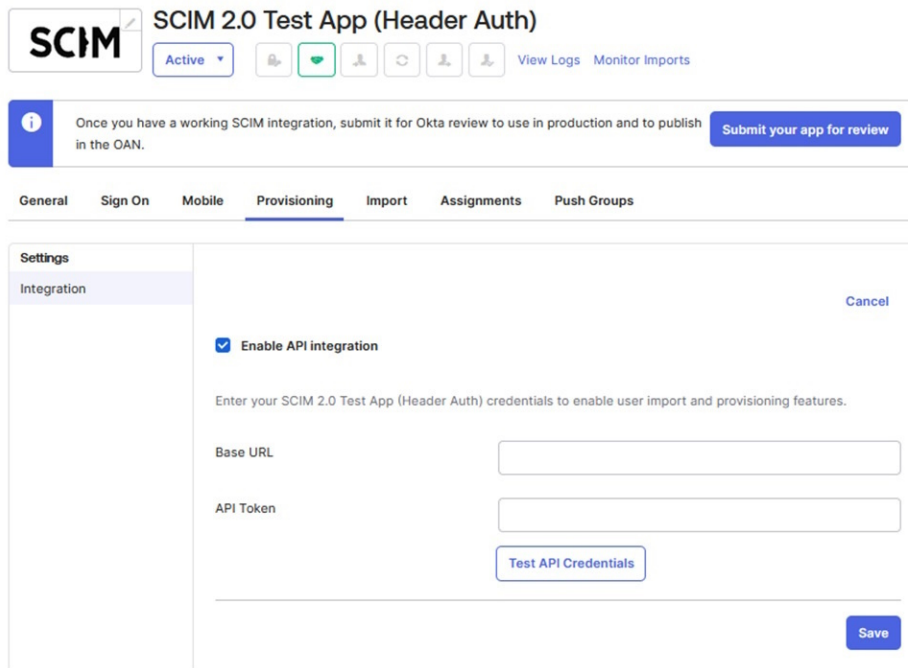 SCIM
SCIM 2.0 Test App (Header Auth)
Active
View Logs Monitor Imports
Once you have a working SCIM integration, submit it for Okta review to use in production and to publish
in the OAN.
Submit your app for review
General Sign On Mobile Provisioning Import Assignments Push Groups
Settings
Integration
Cancel
Enable API integration
Enter your SCIM 2.0 Test App (Header Auth) credentials to enable user import and provisioning features.
Base URL
API Token
Test API Credentials
Save